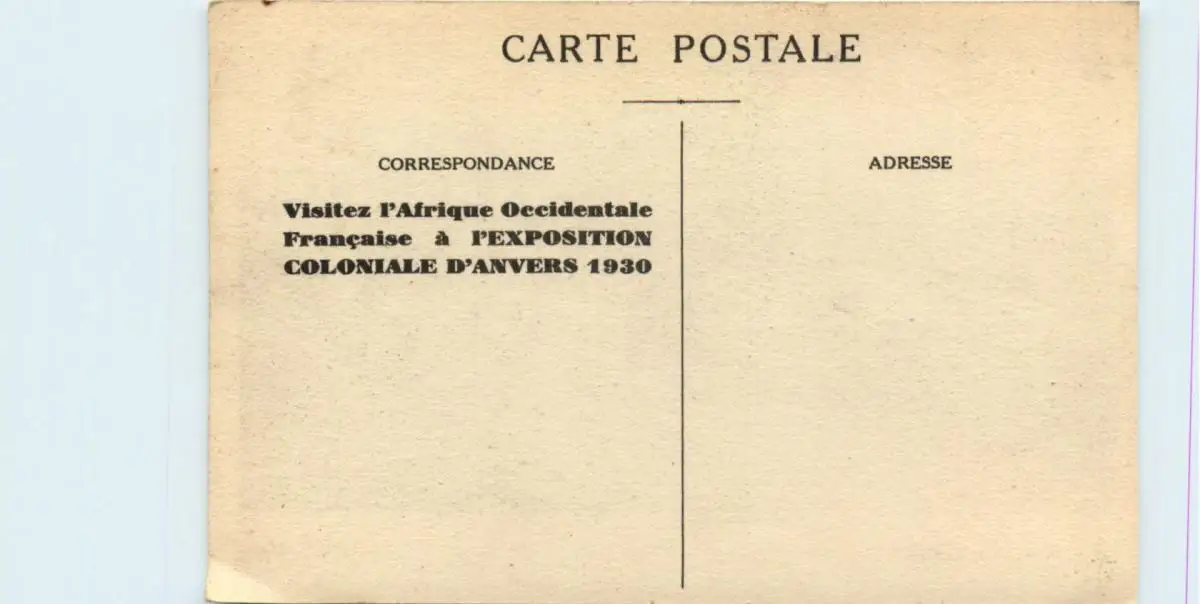 CARTE POSTALE
CORRESPONDANCE
Visitez l'Afrique Occidentale
Française à l'EXPOSITION
COLONIALE D'ANVERS 1930
ADRESSE